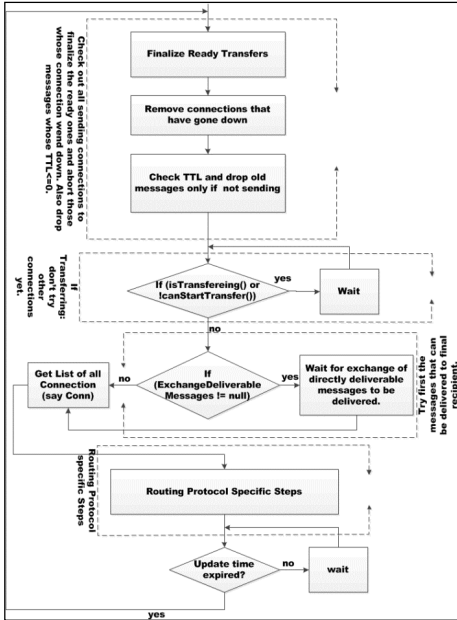 Check out all sending connections to
finalize the ready ones and abort those
whose connection wend down. Also drop
messages whose TTL<=0.
Finalize Ready Transfers
Remove connections that
have gone down
Check TTL and drop old
messages only if  not sending
If
Transferring:
don't try
other
connections
yet.
If (isTransfereing() or
!canStartTransfer())
yes
Wait
no
Get List of all
Connection
(say Conn)
no
If
(ExchangeDeliverable
Messages != null)
yes
Wait for exchange of
directly deliverable
messages to be
delivered.
Try first the
messages that can
be delivered to final
recipient.
Routing Protocol
specific Steps
Routing Protocol Specific Steps
Update time
expired?
no
wait
yes